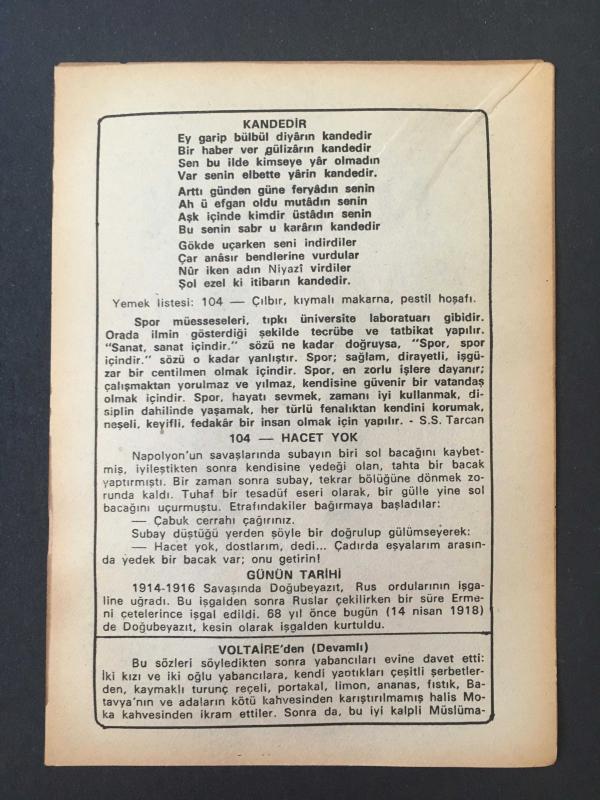 KANDEDİR
Ey garip bülbül diyârın kandedir
Bir haber ver gülizârın kandedir
Sen bu ilde kimseye yâr olmadın
Var senin elbette yârin kandedir.
Arttı günden güne feryâdın senin
Ah ü efgan oldu mutâdın senin
Aşk içinde kimdir üstâdın senin
Bu senin sabr u karârın kandedir
Gökde uçarken seni indirdiler
Çar anâsır bendlerine vurdular
Nûr iken adın Niyazî virdiler
Şol ezel ki itibarın kandedir.
Yemek listesi: 104 — Çılbır, kıymalı makarna, pestil hoşafı.
Spor müesseseleri, tıpkı üniversite laboratuarı gibidir.
Orada ilmin gösterdiği şekilde tecrübe ve tatbikat yapılır.
"Sanat, sanat içindir." sözü ne kadar doğruysa, "Spor, spor
içindir." sözü o kadar yanlıştır. Spor; sağlam, dirayetli, işgü-
zar bir centilmen olmak içindir. Spor, en zorlu işlere dayanır;
çalışmaktan yorulmaz ve yılmaz, kendisine güvenir bir vatandaş
olmak içindir. Spor, hayatı sevmek, zamanı iyi kullanmak, di-
siplin dahilinde yaşamak, her türlü fenalıktan kendini korumak,
neşeli, keyifli, fedakâr bir insan olmak için yapılır. - S.S. Tarcan
104 — HACET YOK
Napolyon'un savaşlarında subayın biri sol bacağını kaybet-
miş, iyileştikten sonra kendisine yedeği olan, tahta bir bacak
yaptırmıştı. Bir zaman sonra subay, tekrar bölüğüne dönmek zo-
runda kaldı. Tuhaf bir tesadüf eseri olarak, bir gülle yine sol
bacağını uçurmuştu. Etrafındakiler bağırmaya başladılar:
— Çabuk cerrahı çağırınız.
Subay düştüğü yerden şöyle bir doğrulup gülümseyerek:
— Hacet yok, dostlarım, dedi... Çadırda eşyalarım arasın-
da yedek bir bacak var; onu getirin!
GÜNÜN TARİHİ
1914-1916 Savaşında Doğubeyazıt, Rus ordularının işga-
line uğradı. Bu işgalden sonra Ruslar çekilirken bir süre Erme-
ni çetelerince işgal edildi. 68 yıl önce bugün (14 nisan 1918)
de Doğubeyazıt, kesin olarak işgalden kurtuldu.
VOLTAİRE'den (Devamlı)
Bu sözleri söyledikten sonra yabancıları evine davet etti:
İki kızı ve iki oğlu yabancılara, kendi yaptıkları çeşitli şerbetler-
den, kaymaklı turunç reçeli, portakal, limon, ananas, fıstık, Ba-
tavya'nın ve adaların kötü kahvesinden karıştırılmamış halis Mo-
ka kahvesinden ikram ettiler. Sonra da, bu iyi kalpli Müslüma-